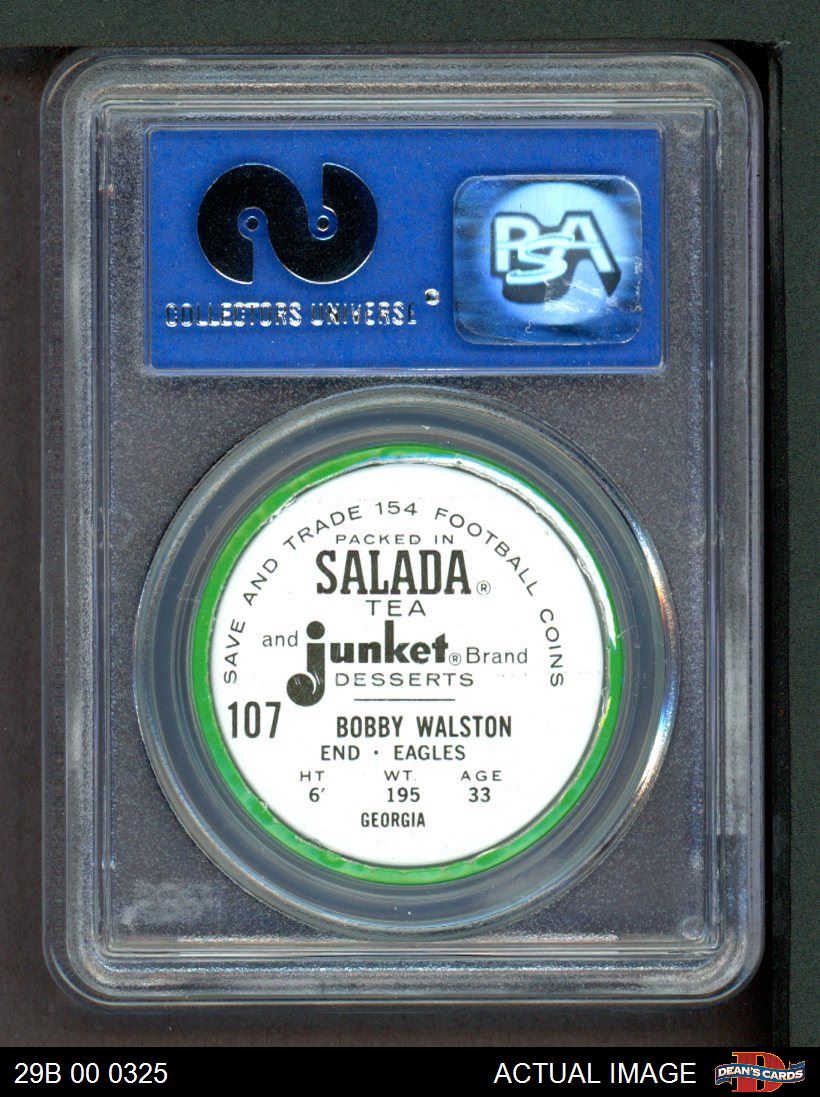 COLLECTORS UNIVERSE
PSA
SAVE AND TRADE 154 FOOTBALL COINS
PACKED IN
SALADA®
TEA
and junket® Brand
DESSERTS
107 BOBBY WALSTON
END · EAGLES
HT WT. AGE
6' 195 33
GEORGIA
29B 00 0325 ACTUAL IMAGE D DEAN'S CARDS